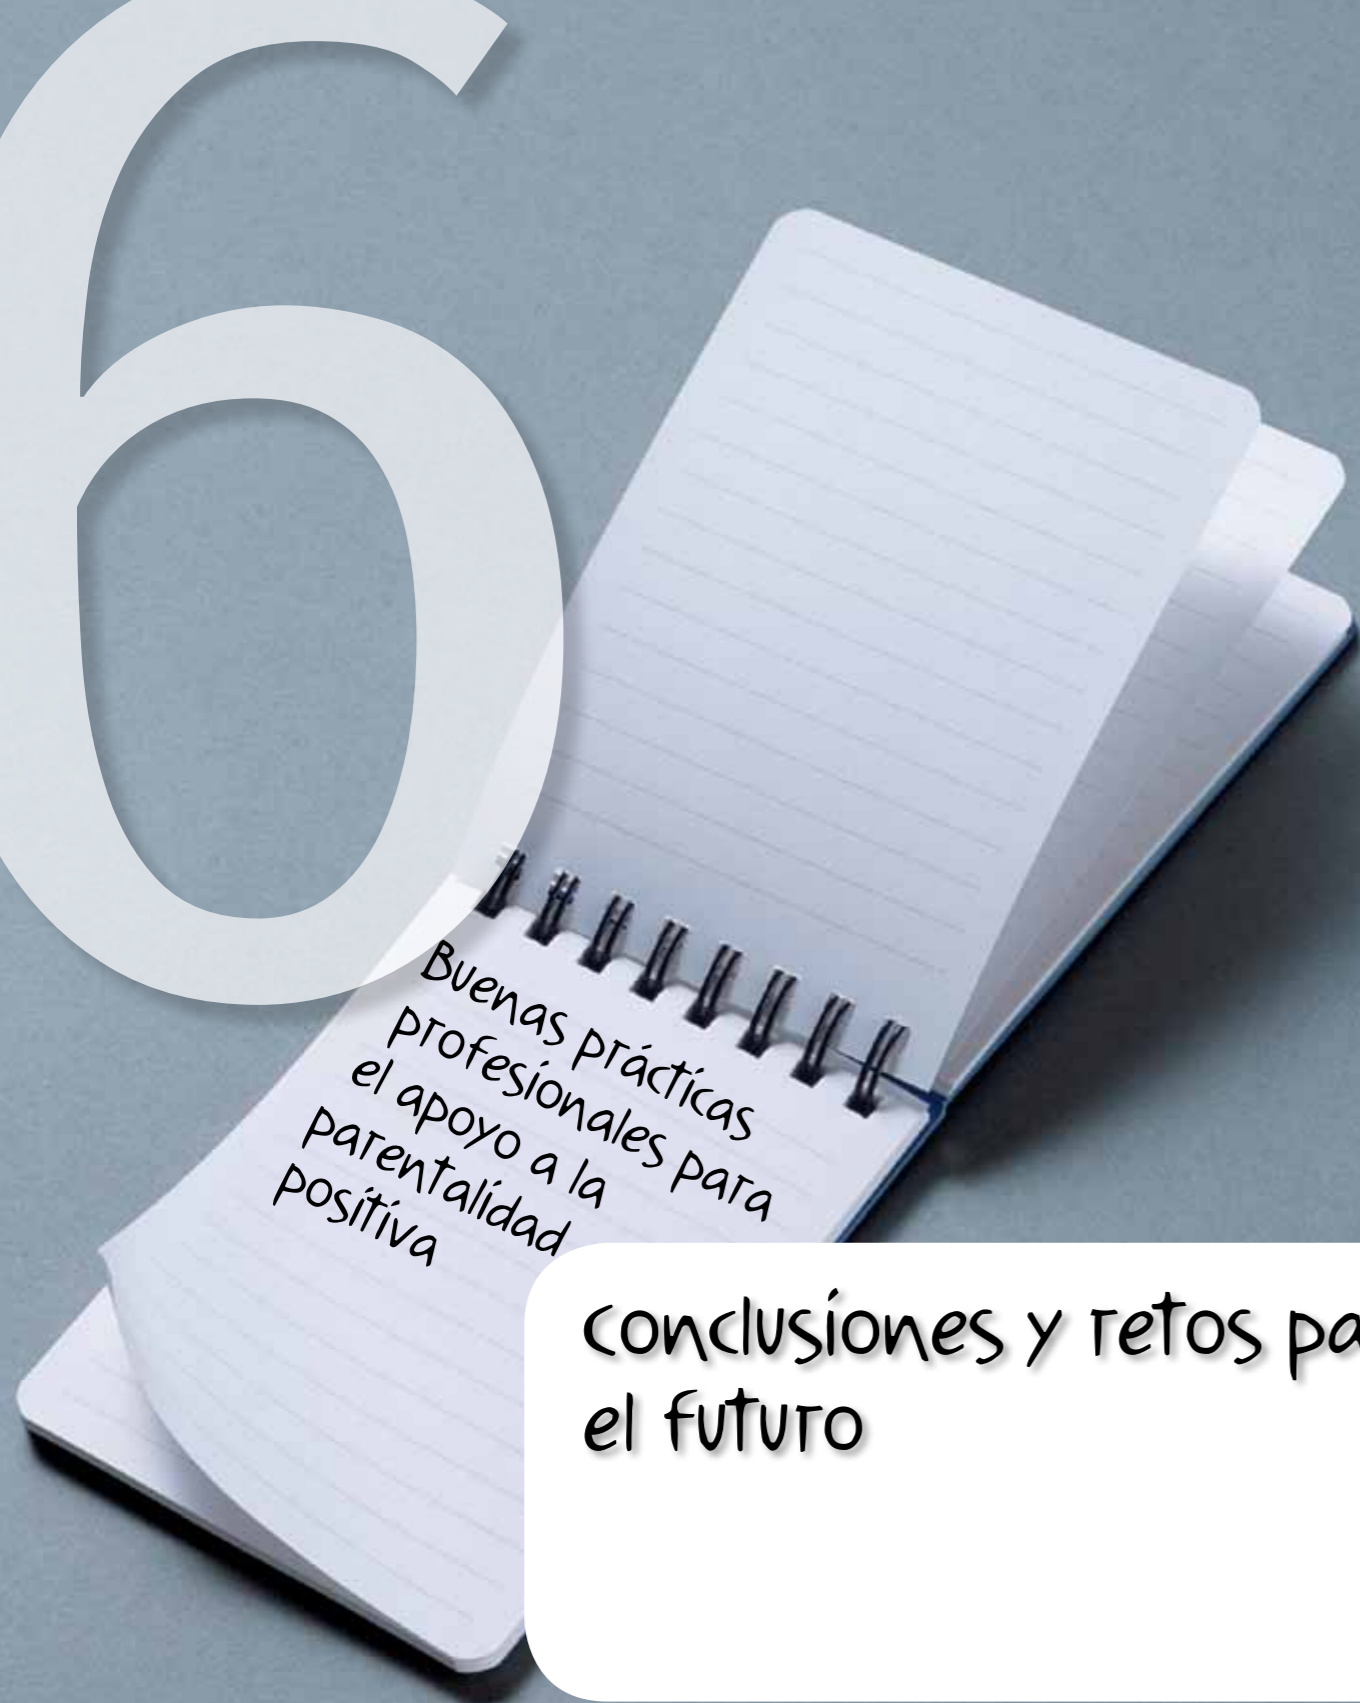 6
Buenas prácticas
profesionales para
el apoyo a la
parentalidad
positiva
Conclusiones y retos pa
el futuro